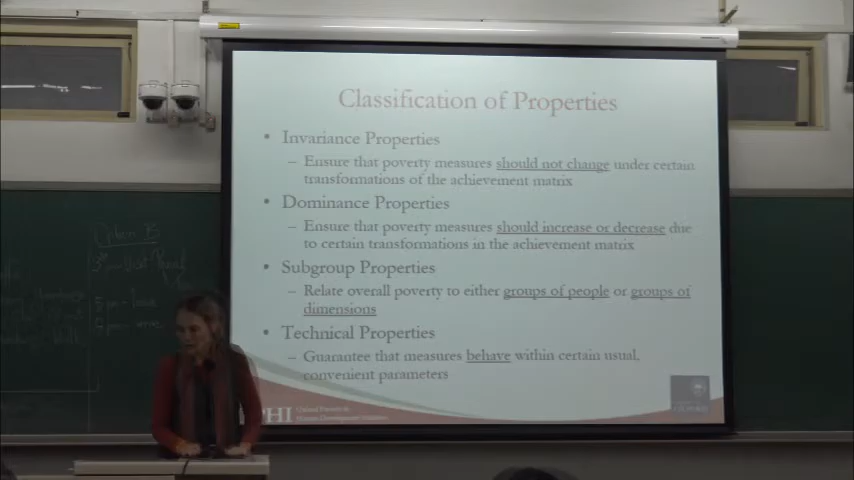 Classification of Properties
• Invariance Properties
– Ensure that poverty measures should not change under certain
transformations of the achievement matrix
• Dominance Properties
– Ensure that poverty measures should increase or decrease due
to certain transformations in the achievement matrix
• Subgroup Properties
– Relate overall poverty to either groups of people or groups of
dimensions
• Technical Properties
– Guarantee that measures behave within certain usual,
convenient parameters
PHI
Option B